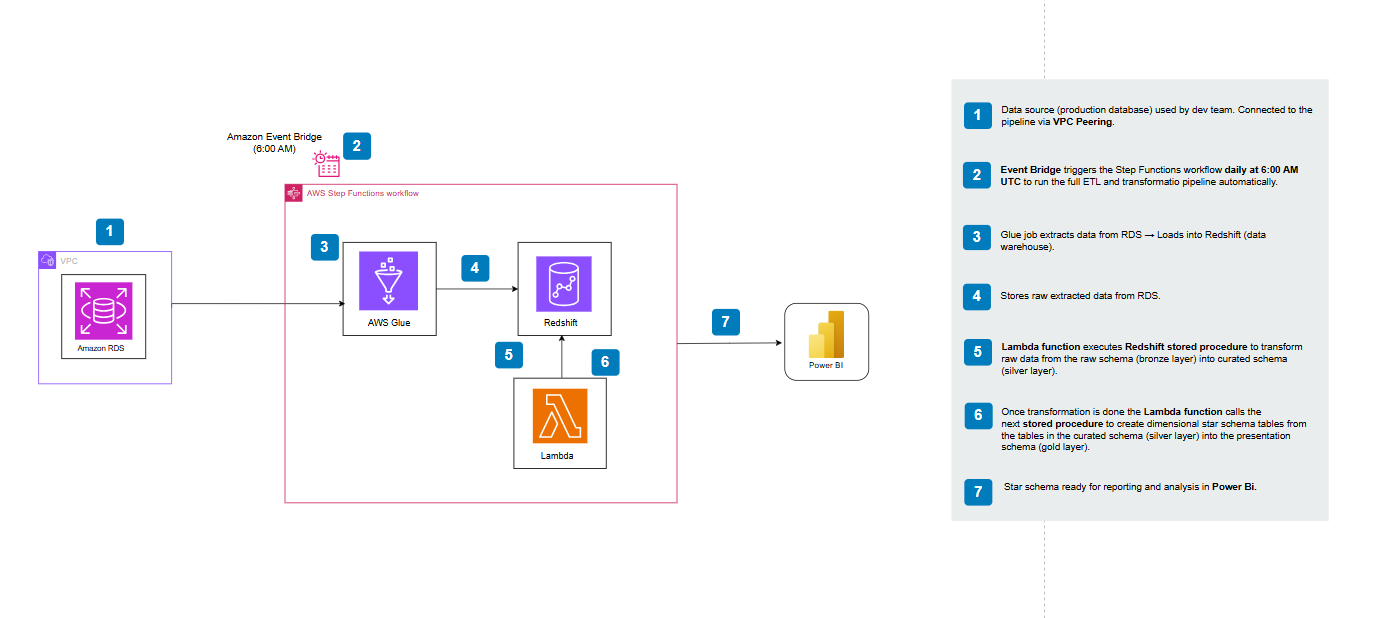 Amazon Event Bridge
(6:00 AM)
2
AWS Step Functions workflow
1
VPC
Amazon RDS
3
AWS Glue
4
Redshift
5
6
Lambda
7
Power BI
1
Data source (production database) used by dev team. Connected to the
pipeline via VPC Peering.
2
Event Bridge triggers the Step Functions workflow daily at 6:00 AM
UTC to run the full ETL and transformatio pipeline automatically.
3
Glue job extracts data from RDS → Loads into Redshift (data
warehouse).
4
Stores raw extracted data from RDS.
5
Lambda function executes Redshift stored procedure to transform
raw data from the raw schema (bronze layer) into curated schema
(silver layer).
6
Once transformation is done the Lambda function calls the
next stored procedure to create dimensional star schema tables from
the tables in the curated schema (silver layer) into the presentation
schema (gold layer).
7
Star schema ready for reporting and analysis in Power Bi.